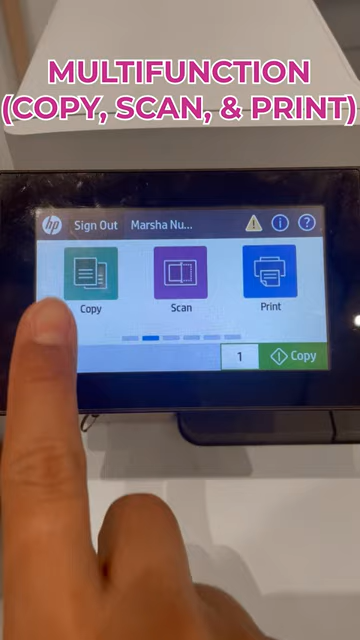 MULTIFUNCTION
(COPY, SCAN, & PRINT)
hp Sign Out Marsha Nu... ! i ?
Copy Scan Print
1 Copy